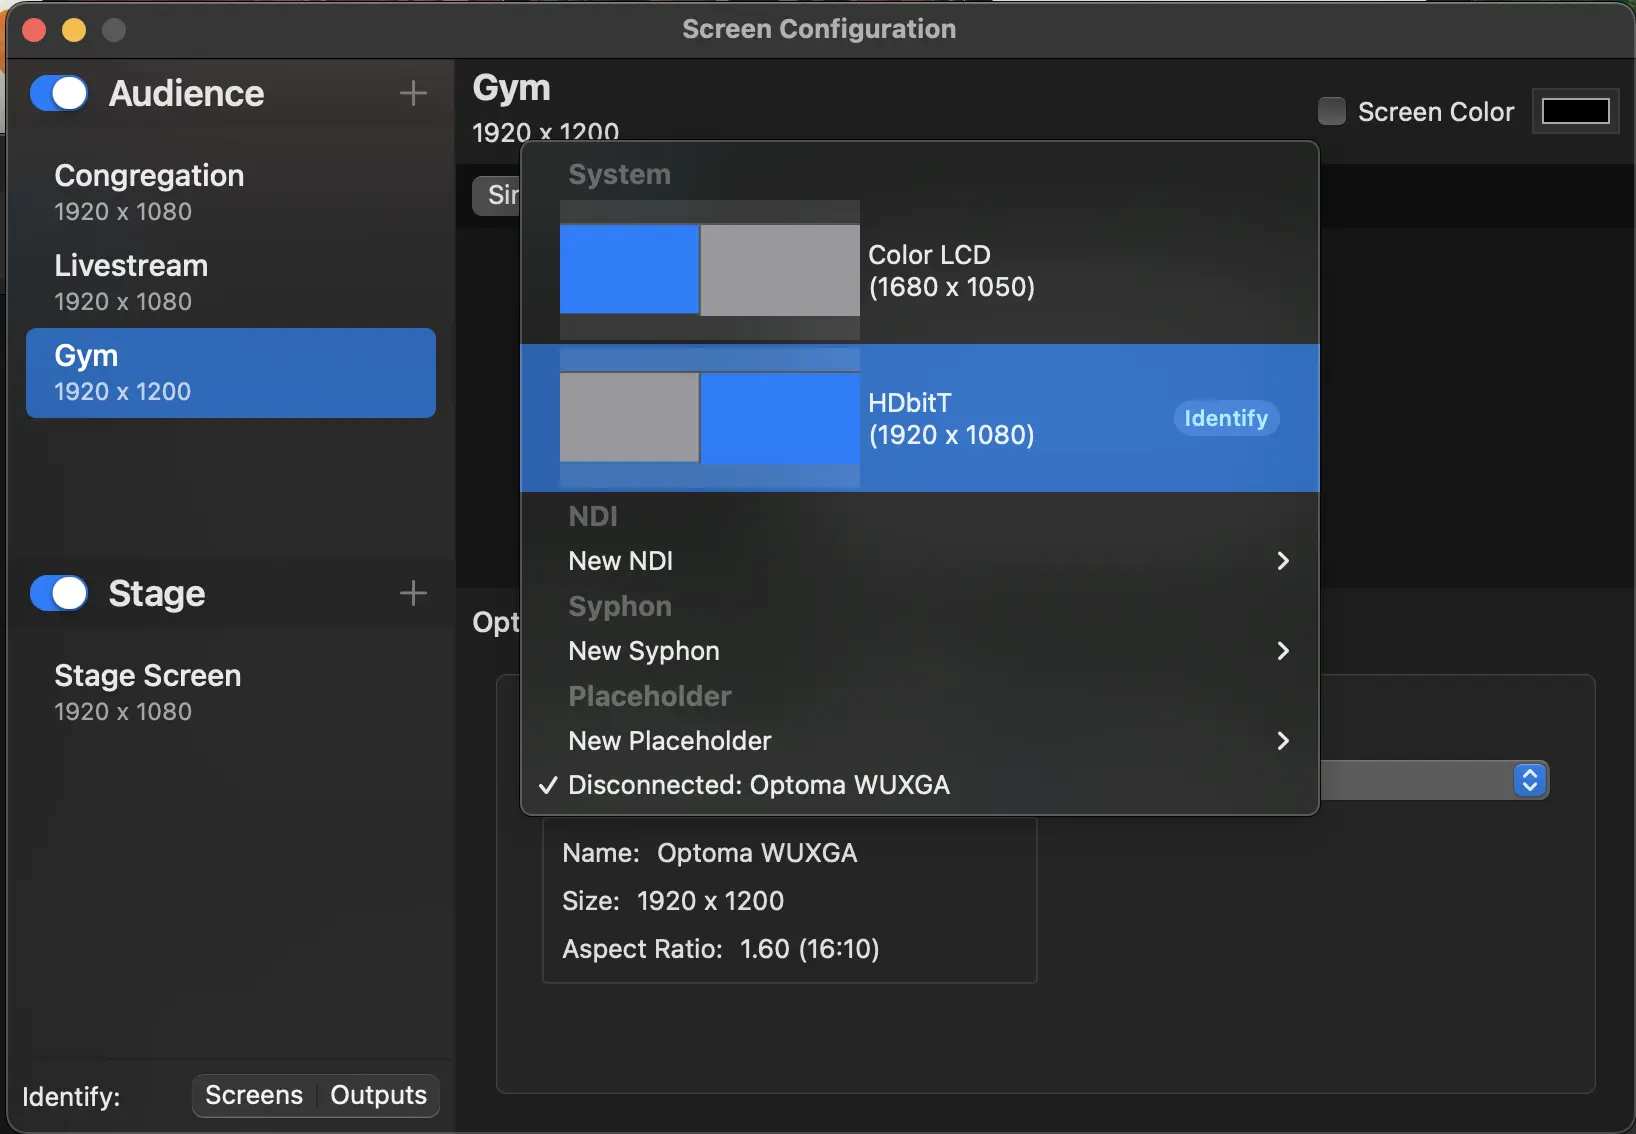 Screen Configuration
Audience
Congregation
1920 x 1080
Livestream
1920 x 1080
Gym
1920 x 1200
Stage
Stage Screen
1920 x 1080
Identify:
Screens
Outputs
Gym
1920 x 1200
Screen Color
System
Color LCD
(1680 x 1050)
HDbitT
(1920 x 1080)
Identify
NDI
New NDI
Syphon
New Syphon
Placeholder
New Placeholder
✓ Disconnected: Optoma WUXGA
Name: Optoma WUXGA
Size: 1920 x 1200
Aspect Ratio: 1.60 (16:10)